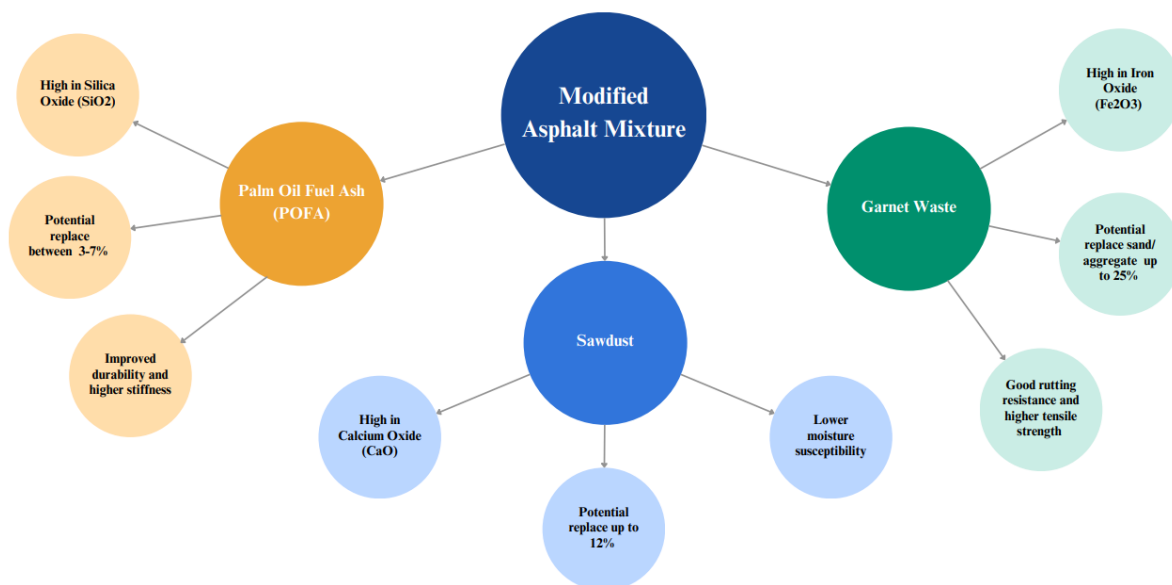 Modified
Asphalt Mixture
Palm Oil Fuel Ash
(POFA)
High in Silica
Oxide (SiO2)
Potential
replace
between  3-7%
Improved
durability and
higher stiffness
Sawdust
High in
Calcium Oxide
(CaO)
Potential
replace up to
12%
Lower
moisture
susceptibility
Garnet Waste
High in Iron
Oxide
(Fe2O3)
Potential
replace sand/
aggregate  up
to 25%
Good rutting
resistance and
higher tensile
strength